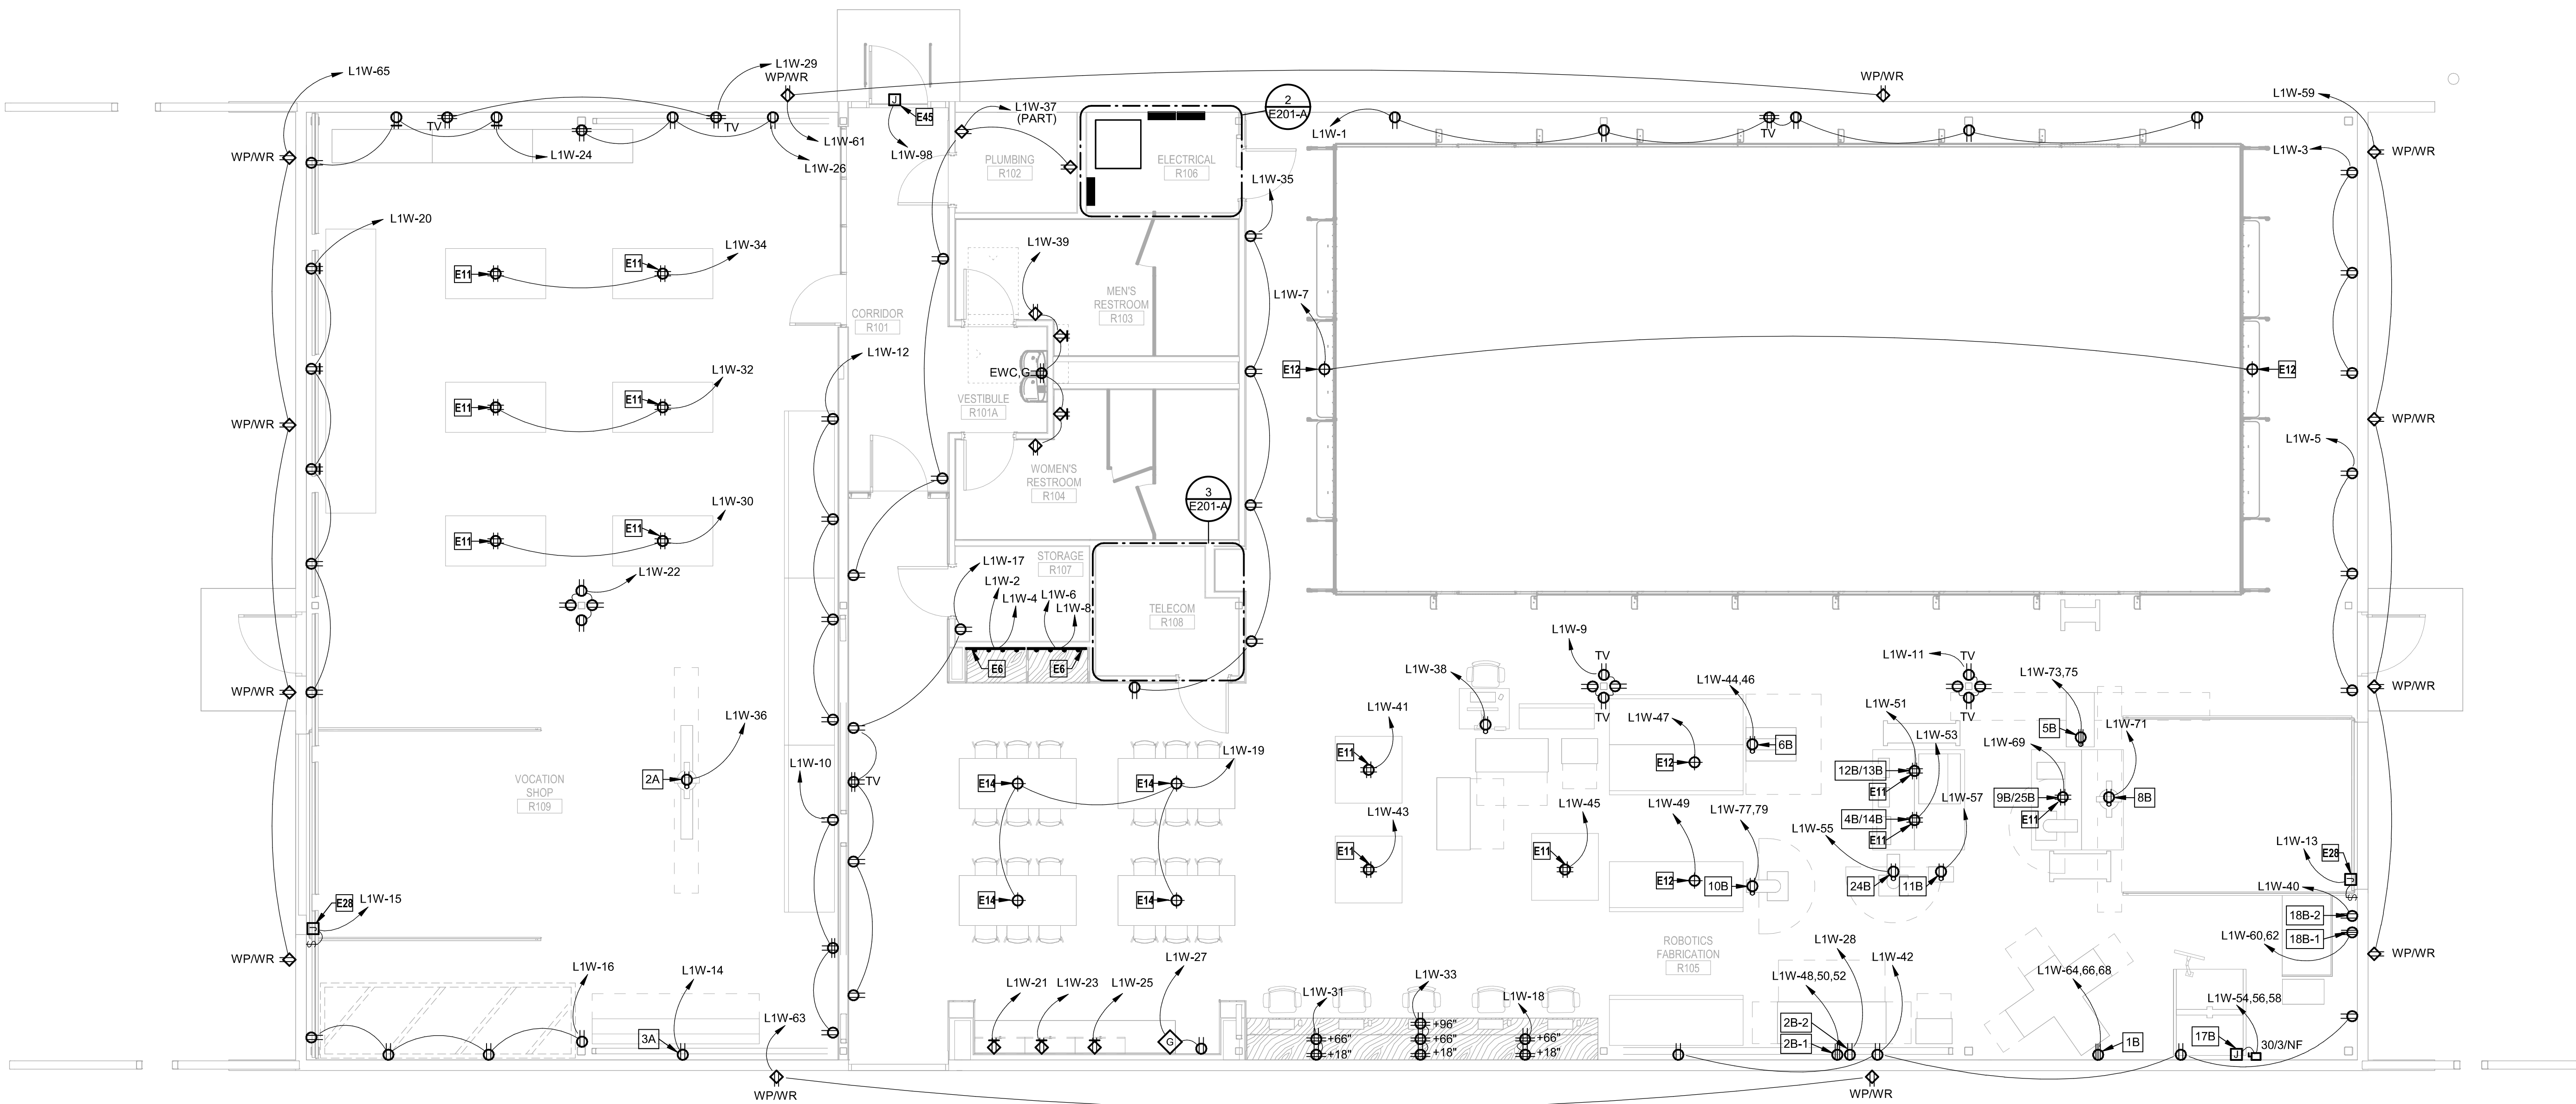 L1W-65
L1W-29
WP/WR
WP/WR
L1W-59
2
E201-A
L1W-37
(PART)
E45
TV
TV
L1W-61
L1W-98
L1W-1
TV
L1W-24
L1W-26
WP/WR
PLUMBING
R102
ELECTRICAL
R106
L1W-3
WP/WR
L1W-35
L1W-20
L1W-34
E11
E11
L1W-39
MEN'S
RESTROOM
R103
L1W-7
CORRIDOR
R101
L1W-12
L1W-32
E11
E11
EWC,G
E12
E12
VESTIBULE
R101A
WP/WR
WP/WR
L1W-5
WOMEN'S
RESTROOM
R104
3
E201-A
L1W-30
E11
E11
L1W-22
STORAGE
R107
L1W-17
L1W-2
L1W-4
L1W-6
L1W-8
TELECOM
R108
E6
E6
L1W-9
TV
TV
L1W-11
TV
TV
L1W-38
L1W-44,46
L1W-73,75
WP/WR
WP/WR
L1W-36
2A
L1W-41
L1W-47
6B
L1W-51
L1W-53
5B
L1W-71
L1W-69
VOCATION
SHOP
R109
L1W-10
TV
L1W-19
E14
E14
E11
E12
12B/13B
E11
9B/25B
E11
8B
L1W-43
L1W-45
L1W-49
L1W-77,79
L1W-57
4B/14B
E11
L1W-55
L1W-13
E28
E11
E11
E12
10B
24B
11B
L1W-40
E14
E14
E28
L1W-15
J
J
J
S
S
18B-2
18B-1
L1W-60,62
WP/WR
WP/WR
ROBOTICS
FABRICATION
R105
L1W-28
L1W-42
L1W-48,50,52
L1W-64,66,68
L1W-54,56,58
L1W-16
L1W-14
L1W-63
L1W-21
L1W-23
L1W-25
L1W-27
G
L1W-31
L1W-33
L1W-18
+96"
+66"
+66"
+66"
+18"
+18"
+18"
3A
2B-2
2B-1
1B
17B
J
30/3/NF
WP/WR
WP/WR